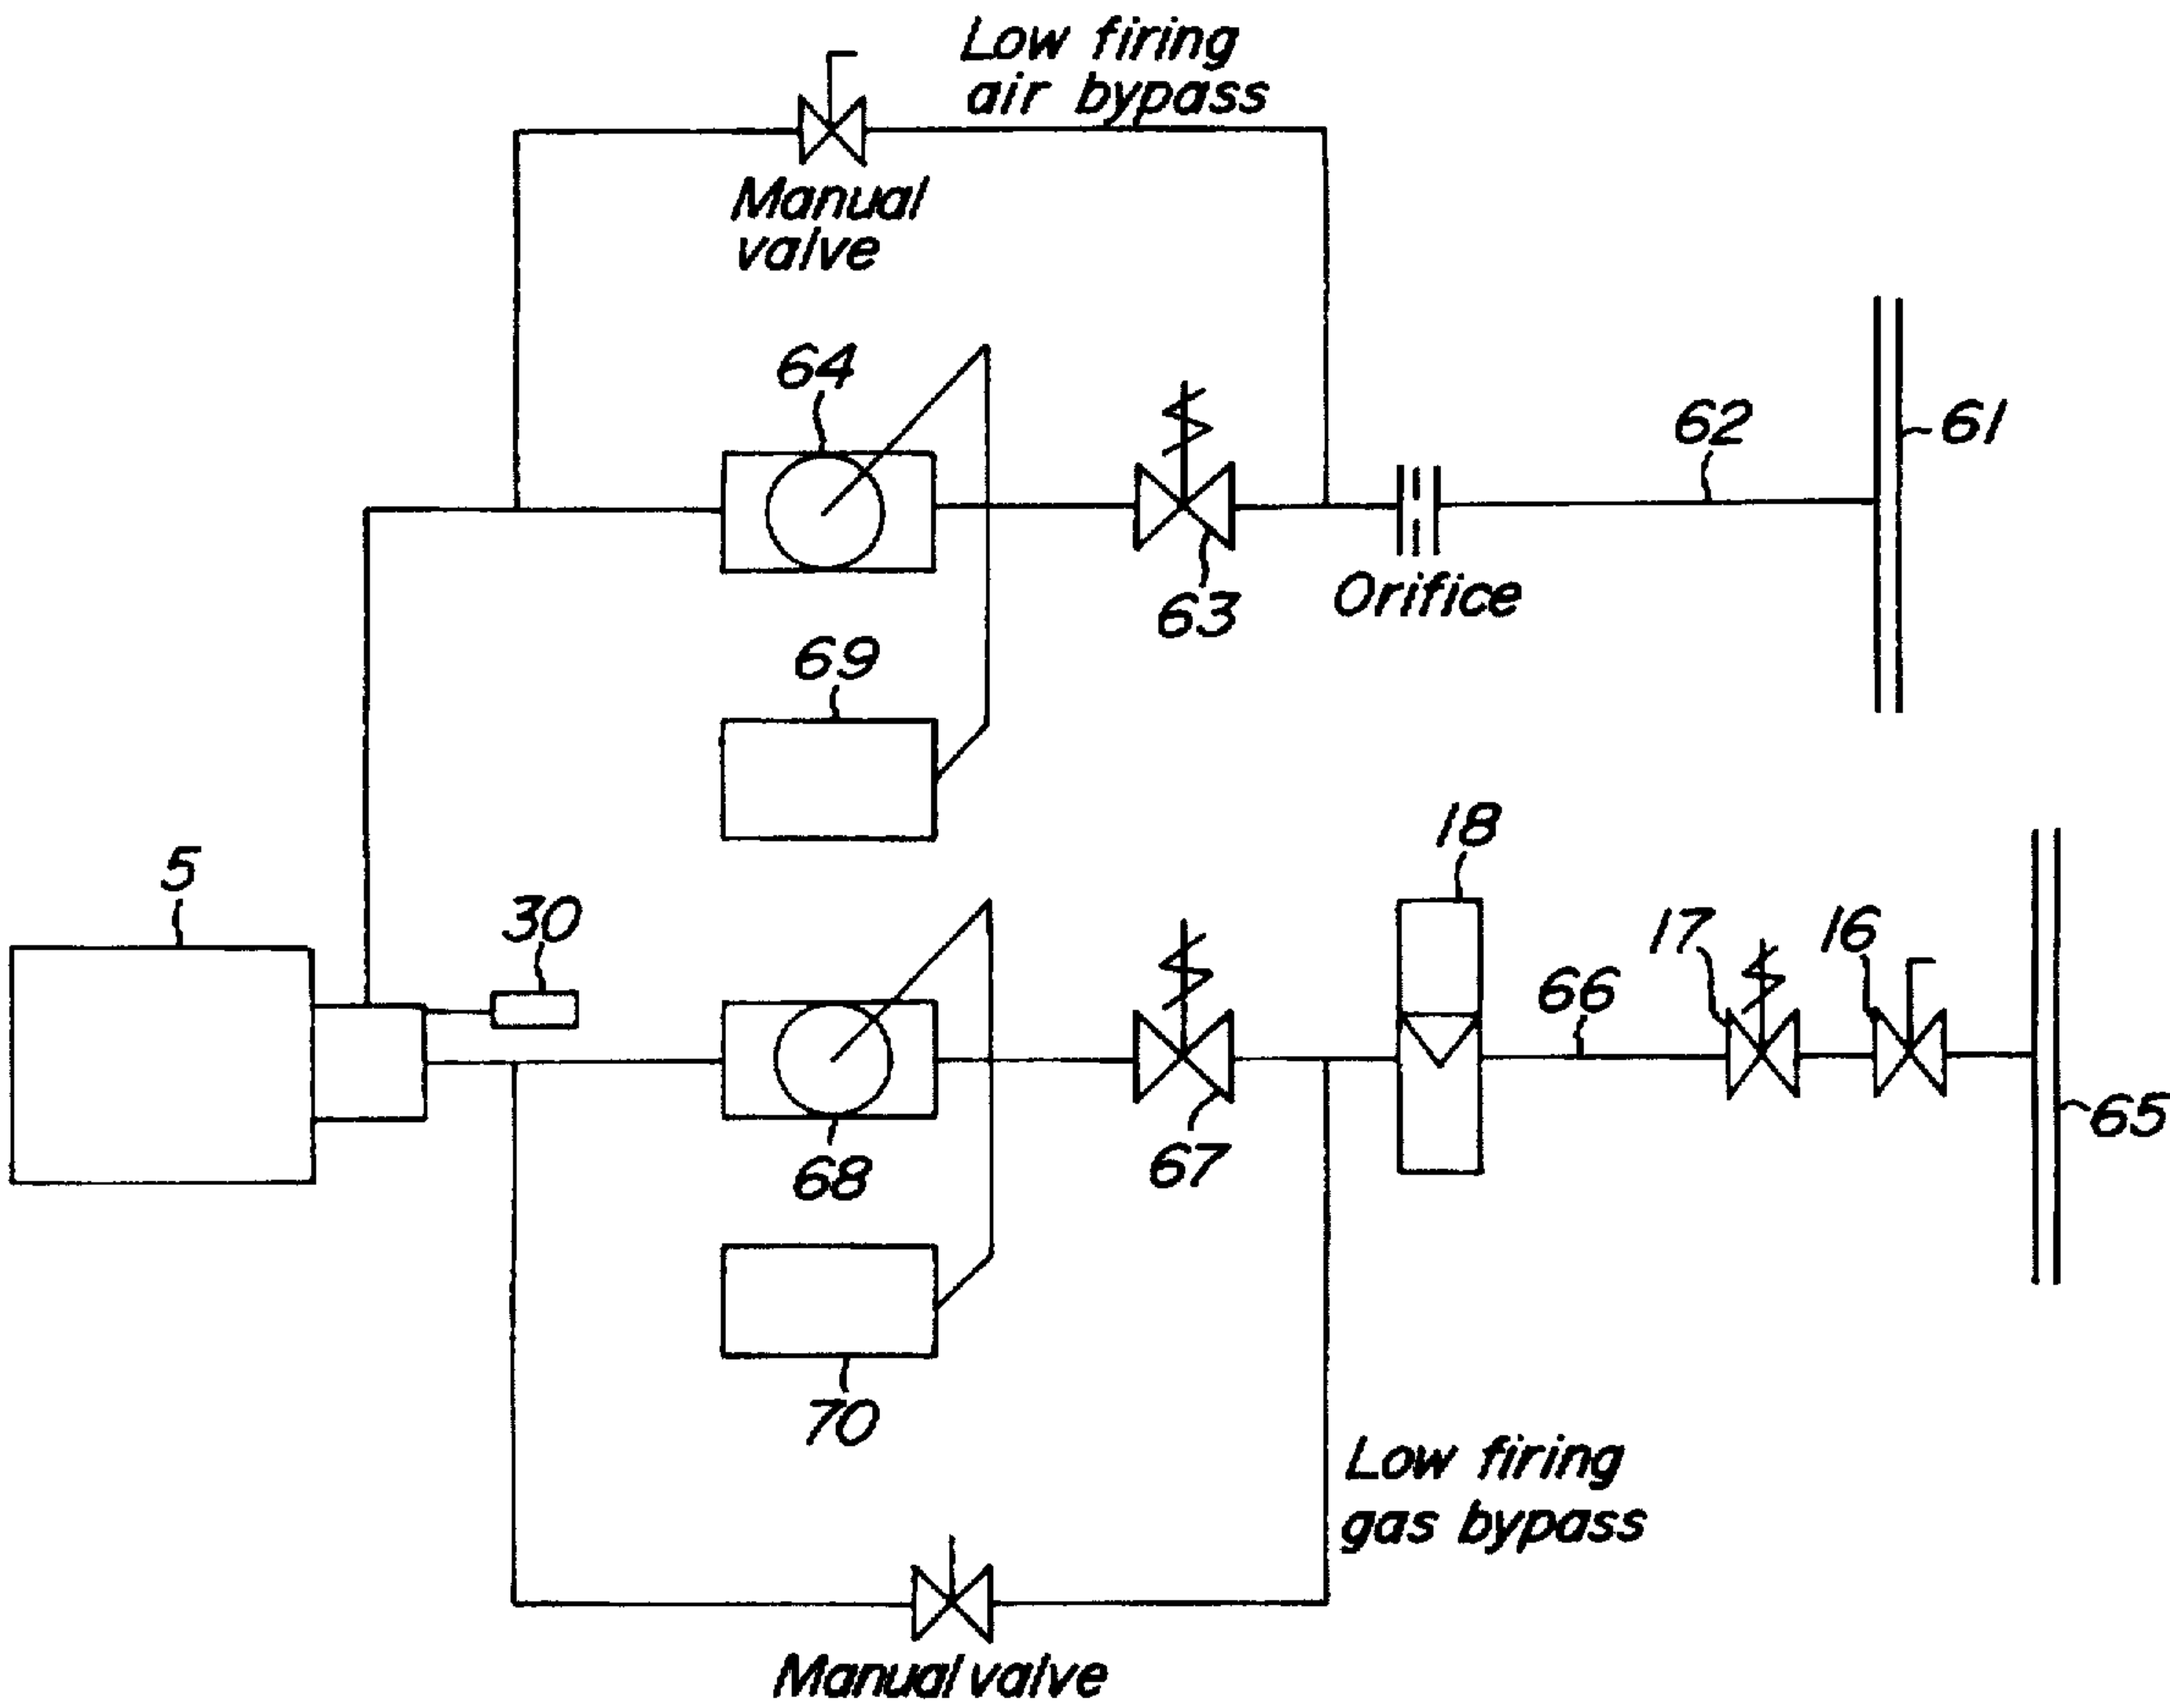 Low firing
air bypass
Manual
valve
64
62
61
63
Orifice
69
18
5
30
17
16
66
65
68
67
70
Low firing
gas bypass
Manual valve